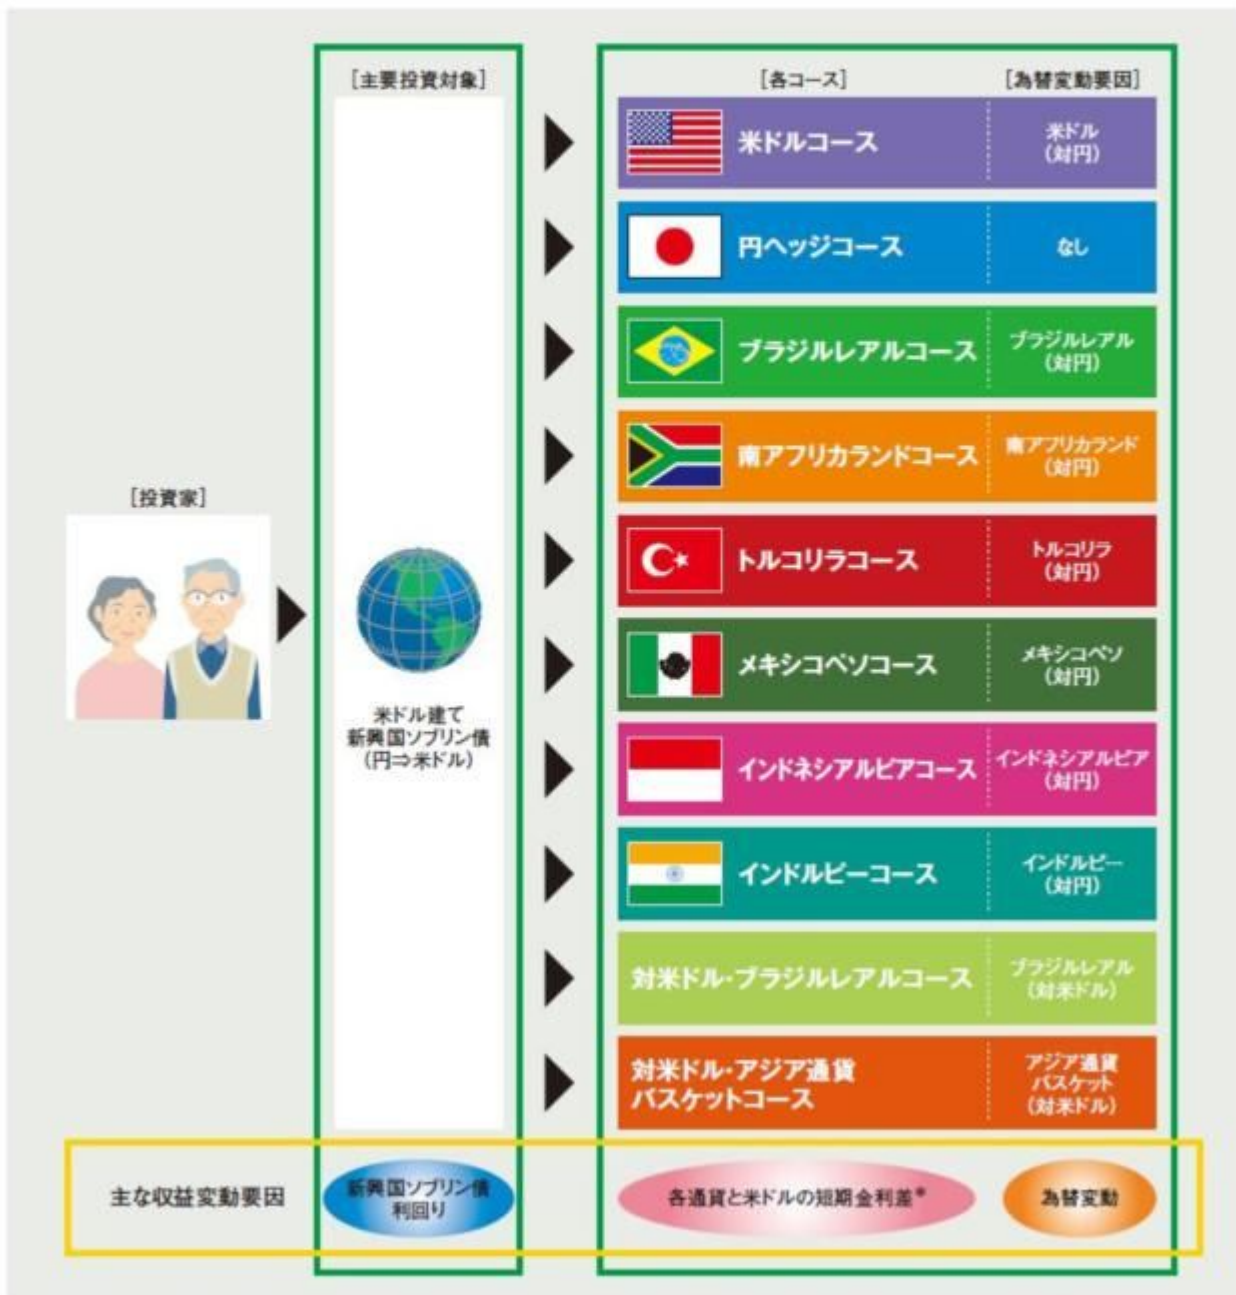 [主要投資対象]
[各コース]
[為替変動要因]
米ドルコース
米ドル
(対円)
円ヘッジコース
なし
ブラジルレアルコース
ブラジルレアル
(対円)
南アフリカランドコース
南アフリカランド
(対円)
[投資家]
トルコリラコース
トルコリラ
(対円)
メキシコペソコース
メキシコペソ
(対円)
米ドル建て
新興国ソブリン債
(円⇒米ドル)
インドネシアルピアコース
インドネシアルピア
(対円)
インドルピーコース
インドルピー
(対円)
対米ドル・ブラジルレアルコース
ブラジルレアル
(対米ドル)
対米ドル・アジア通貨
バスケットコース
アジア通貨
バスケット
(対米ドル)
主な収益変動要因
新興国ソブリン債
利回り
各通貨と米ドルの短期金利差*
為替変動